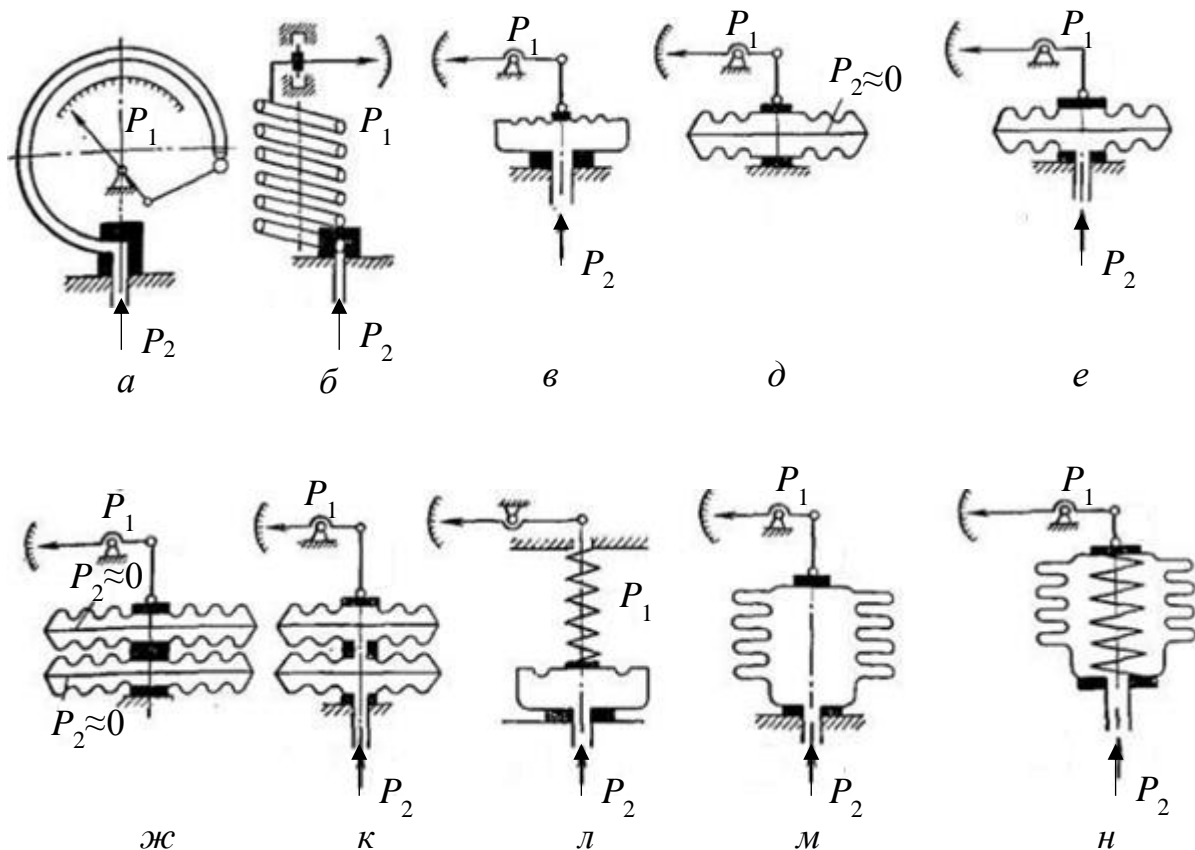 P₁ P₁ P₁ P₁ P₂≈0 P₁
P₂ P₂ P₂ P₂
а б в д е
P₁ P₁ P₁ P₁ P₁
P₂≈0
P₂≈0
P₂ P₂ P₂ P₂
ж к л м н